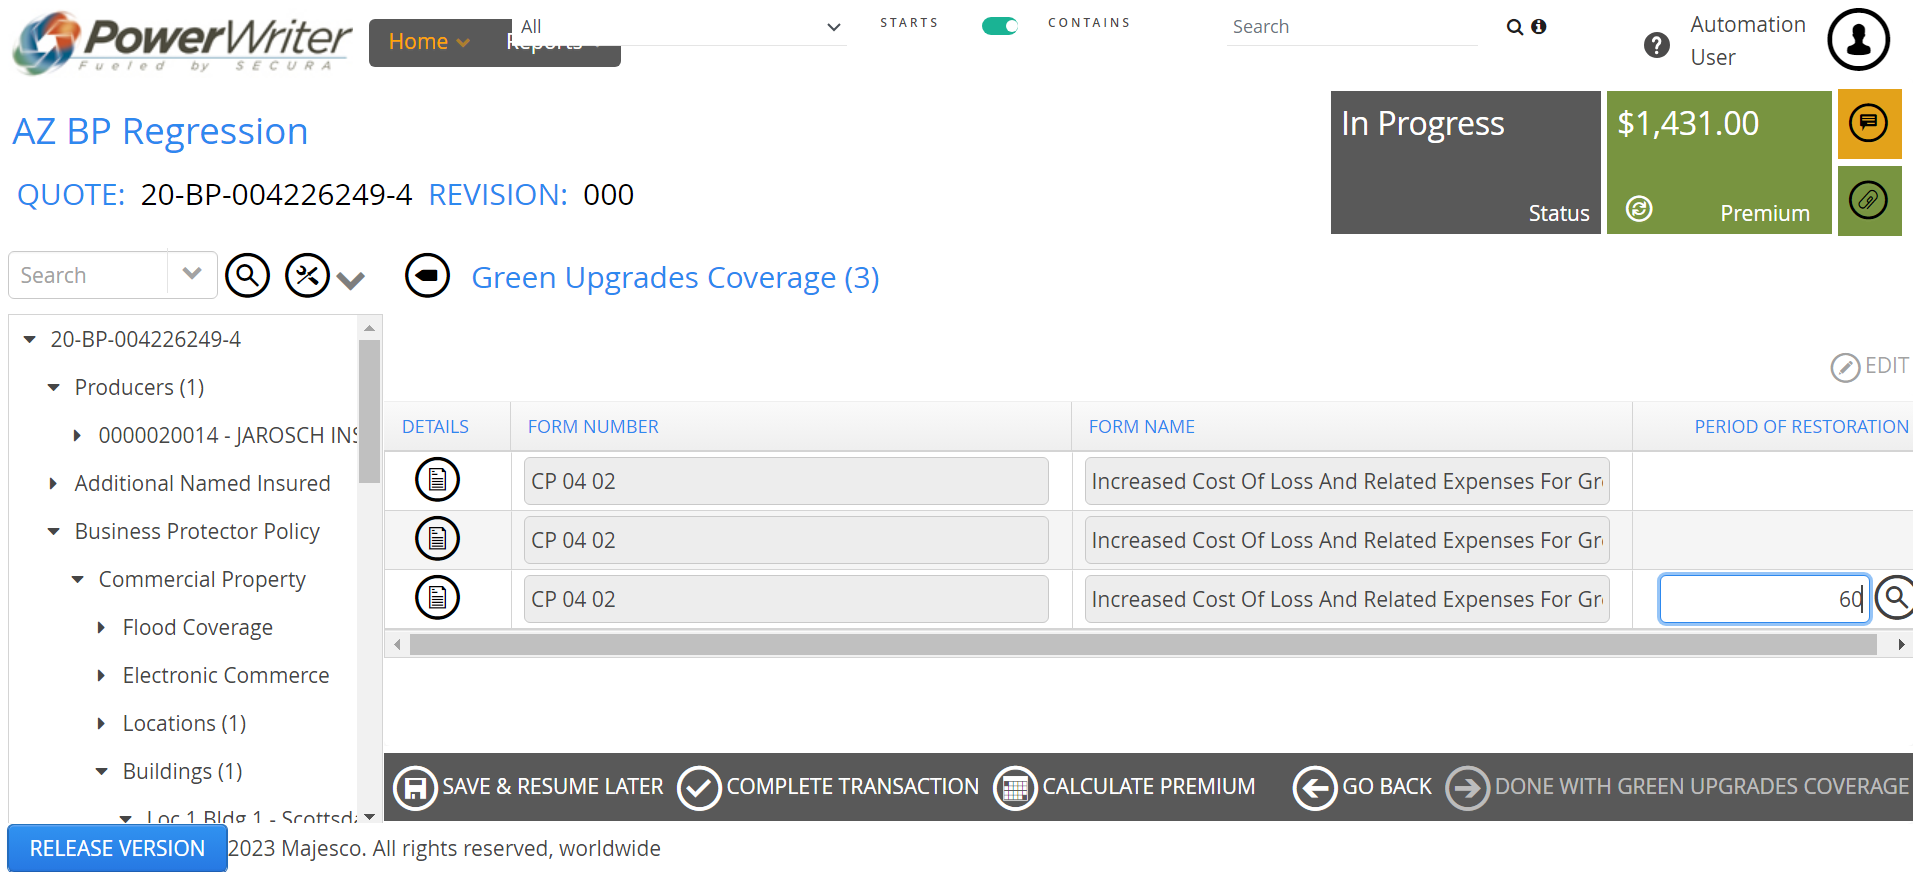 PowerWriter
Fueled by SECURA
Home
Reports
All
STARTS
CONTAINS
Search
Automation
User
AZ BP Regression
QUOTE: 20-BP-004226249-4 REVISION: 000
In Progress
Status
$1,431.00
Premium
Search
Green Upgrades Coverage (3)
20-BP-004226249-4
Producers (1)
0000020014 - JAROSCH INS
Additional Named Insured
Business Protector Policy
Commercial Property
Flood Coverage
Electronic Commerce
Locations (1)
Buildings (1)
Loc 1 Bldg 1 - Scottsda
EDIT
DETAILS FORM NUMBER FORM NAME PERIOD OF RESTORATION
CP 04 02 Increased Cost Of Loss And Related Expenses For Gr
CP 04 02 Increased Cost Of Loss And Related Expenses For Gr
CP 04 02 Increased Cost Of Loss And Related Expenses For Gr 60
SAVE & RESUME LATER COMPLETE TRANSACTION CALCULATE PREMIUM GO BACK DONE WITH GREEN UPGRADES COVERAGE
RELEASE VERSION 2023 Majesco. All rights reserved, worldwide